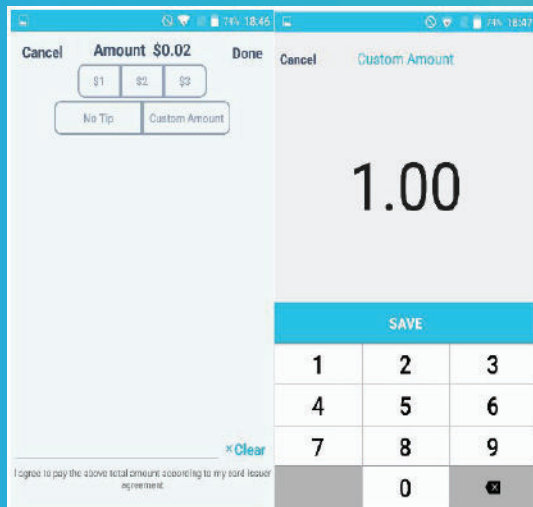 74% 18:46
Cancel Amount $0.02 Done
$1 $2 $3
No Tip Custom Amount
×Clear
I agree to pay the above total amount according to my card issuer
agreement.
74% 18:47
Cancel Custom Amount
1.00
SAVE
1 2 3
4 5 6
7 8 9
0